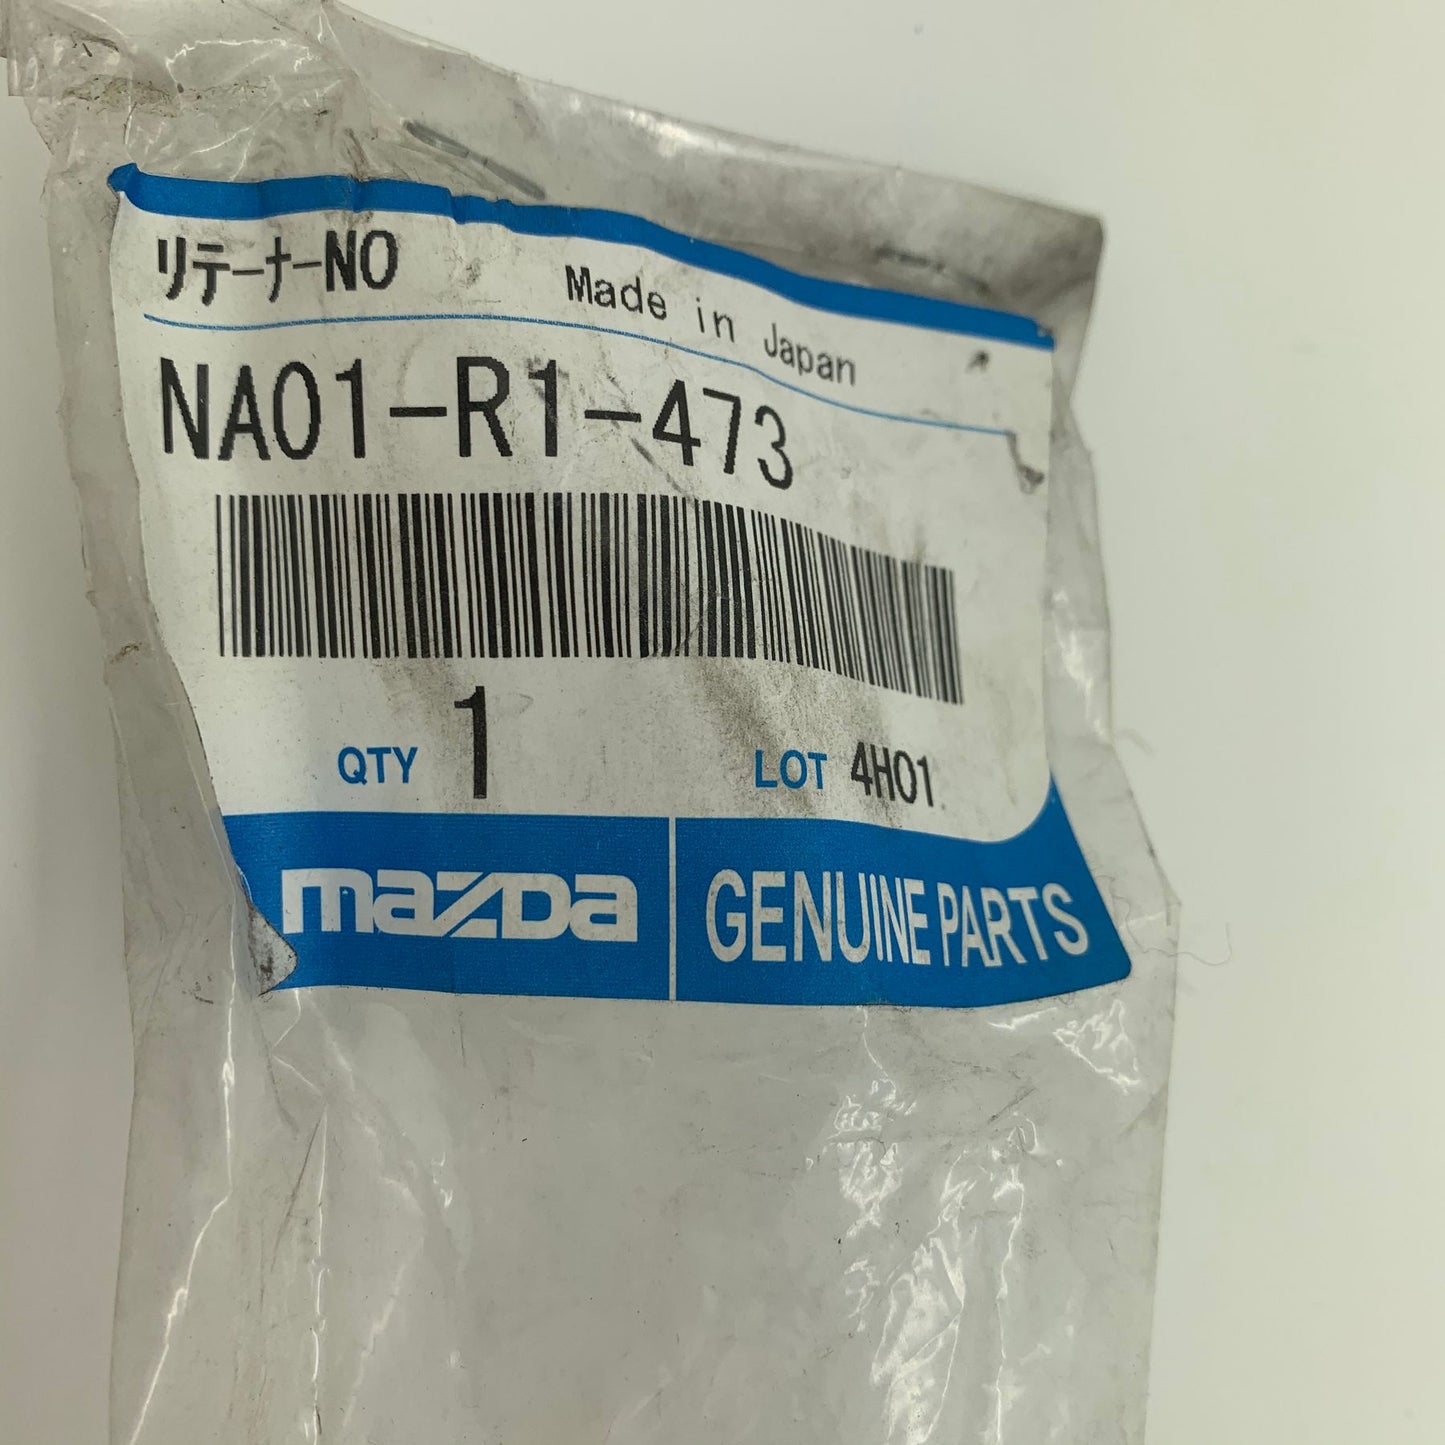 リテーナーNO
Made in Japan
NA01-R1-473
QTY 1
LOT 4H01
mazda
GENUINE PARTS